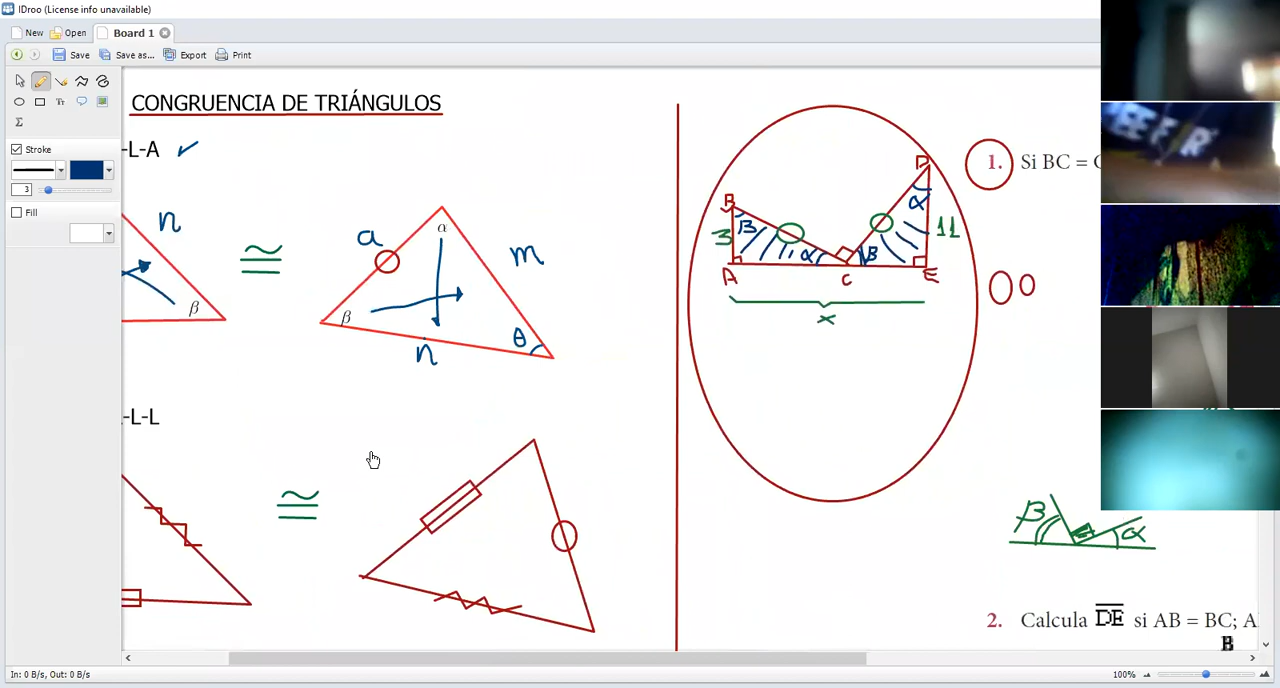 IDroo (License info unavailable)
New Open Board 1
Save Save as... Export Print
Stroke
3
Fill
Tr
Σ
CONGRUENCIA DE TRIÁNGULOS
-L-A
n
β
≅
a
α
m
β
θ
n
-L-L
≅
B
D
3
β
α
β
α
11
A
C
E
x
1. Si BC = C
β
α
2. Calcula DE si AB = BC; A
B
In: 0 B/s, Out: 0 B/s
100%